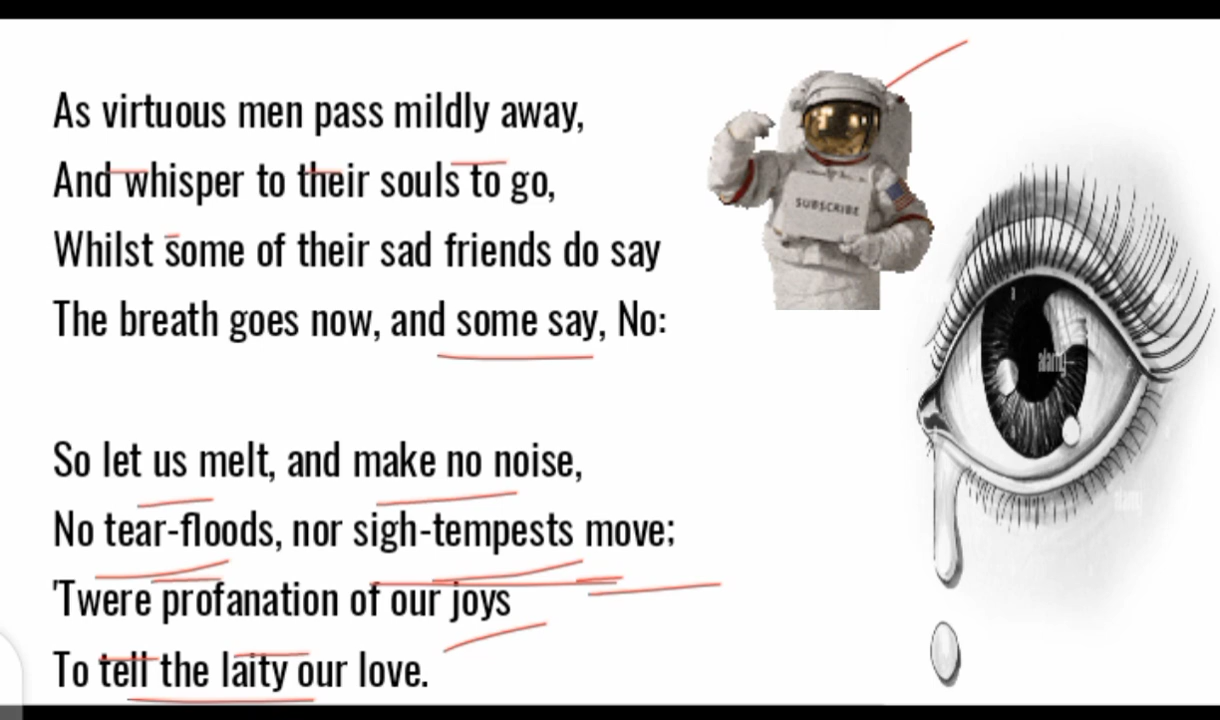 As virtuous men pass mildly away,
And whisper to their souls to go,
Whilst some of their sad friends do say
The breath goes now, and some say, No:
So let us melt, and make no noise,
No tear-floods, nor sigh-tempests move;
'Twere profanation of our joys
To tell the laity our love.
SUBSCRIBE
alamy